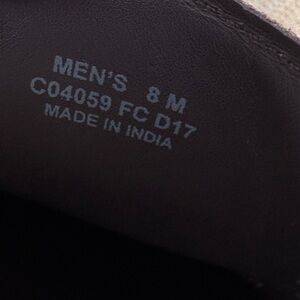 MEN'S 8 M
C04059 FC D17
MADE IN INDIA